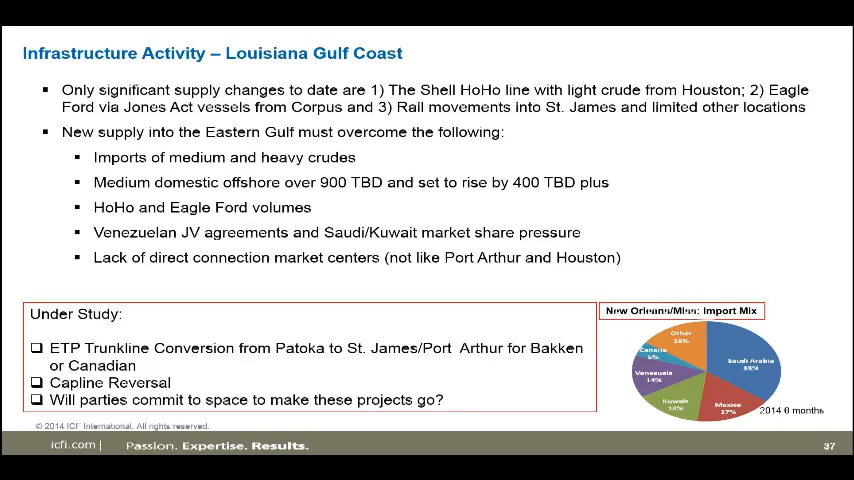 Infrastructure Activity – Louisiana Gulf Coast
Only significant supply changes to date are 1) The Shell HoHo line with light crude from Houston; 2) Eagle
Ford via Jones Act vessels from Corpus and 3) Rail movements into St. James and limited other locations
New supply into the Eastern Gulf must overcome the following:
Imports of medium and heavy crudes
Medium domestic offshore over 900 TBD and set to rise by 400 TBD plus
HoHo and Eagle Ford volumes
Venezuelan JV agreements and Saudi/Kuwait market share pressure
Lack of direct connection market centers (not like Port Arthur and Houston)
Under Study:
ETP Trunkline Conversion from Patoka to St. James/Port Arthur for Bakken
or Canadian
Capline Reversal
Will parties commit to space to make these projects go?
New Orleans/Miss: Import Mix
Other
Saudi Arabia
Canada
Venezuela
14%
Kuwait
14%
Mexico
17%
2014 6 months
© 2014 ICF International. All rights reserved.
icfi.com |
Passion. Expertise. Results.
37